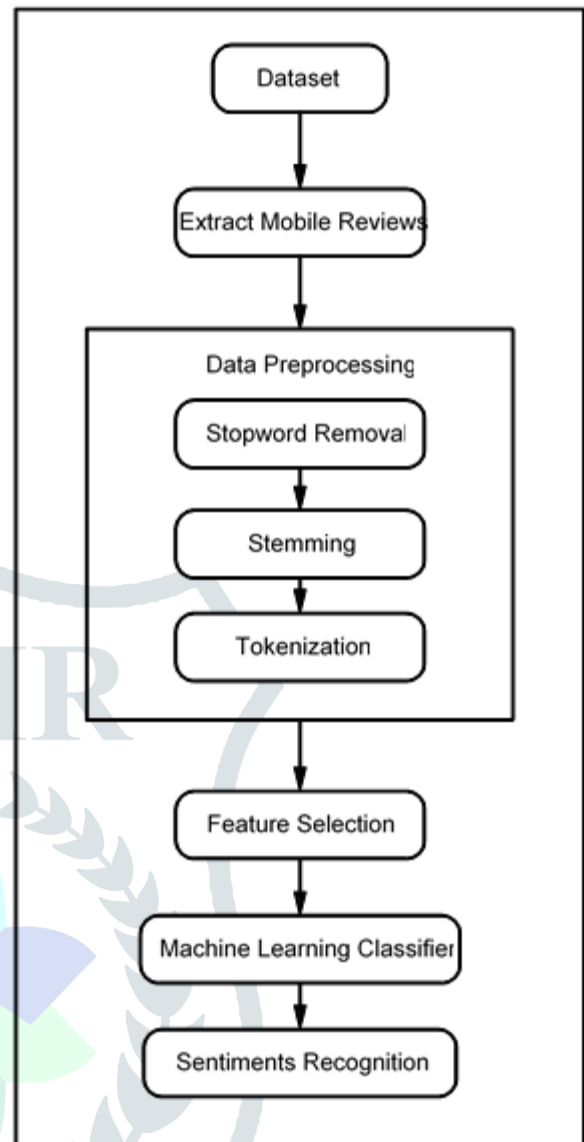 Dataset
Extract Mobile Reviews
Data Preprocessing
Stopword Removal
Stemming
Tokenization
Feature Selection
Machine Learning Classifier
Sentiments Recognition